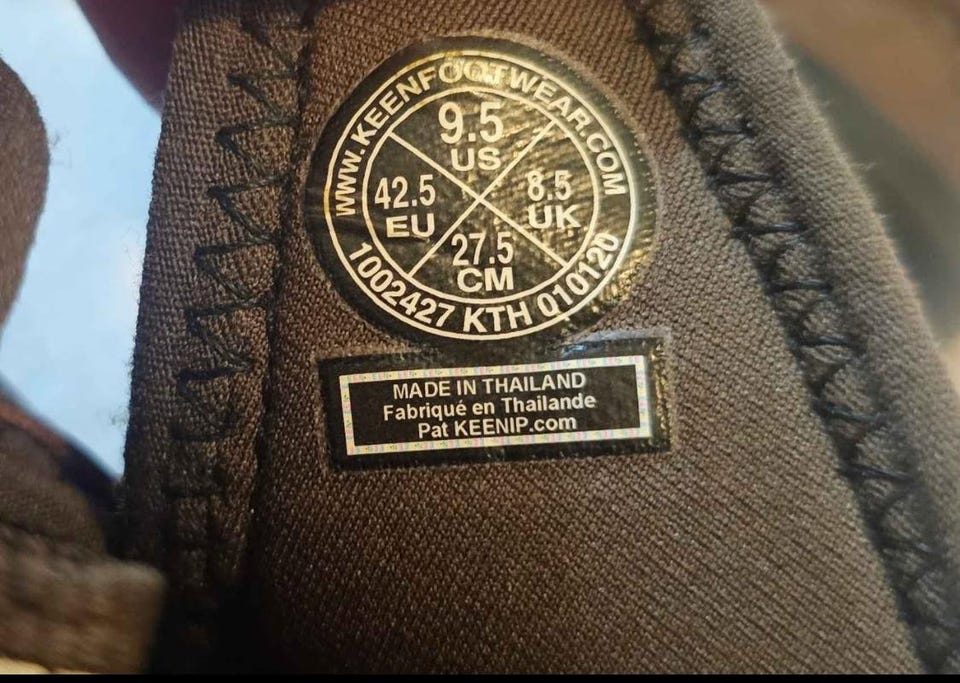 WWW.KEENFOOTWEAR.COM
9.5
US
42.5
EU
8.5
UK
27.5
CM
1002427 KTH 010120
MADE IN THAILAND
Fabriqué en Thailande
Pat KEENIP.com